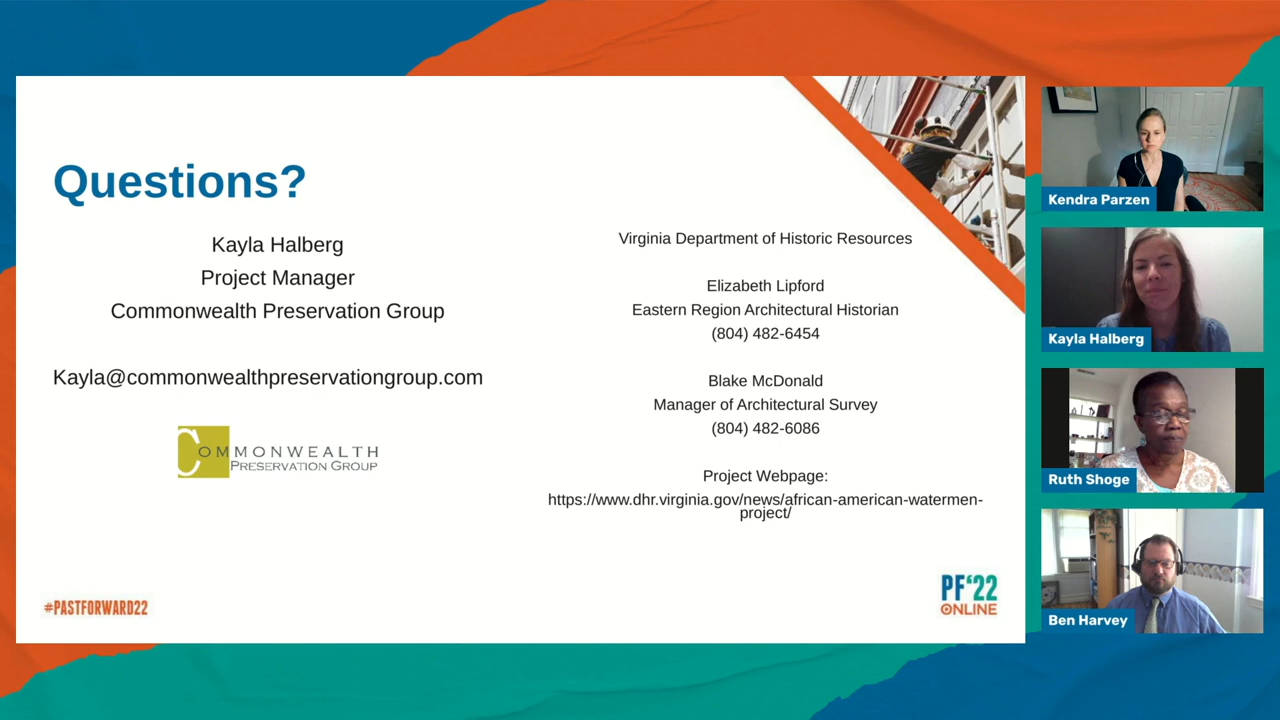 Questions?
Kayla Halberg
Project Manager
Commonwealth Preservation Group
Kayla@commonwealthpreservationgroup.com
COMMONWEALTH
PRESERVATION GROUP
Virginia Department of Historic Resources
Elizabeth Lipford
Eastern Region Architectural Historian
(804) 482-6454
Blake McDonald
Manager of Architectural Survey
(804) 482-6086
Project Webpage:
https://www.dhr.virginia.gov/news/african-american-watermen-
project/
#PASTFORWARD22
PF'22
ONLINE
Kendra Parzen
Kayla Halberg
Ruth Shoge
Ben Harvey